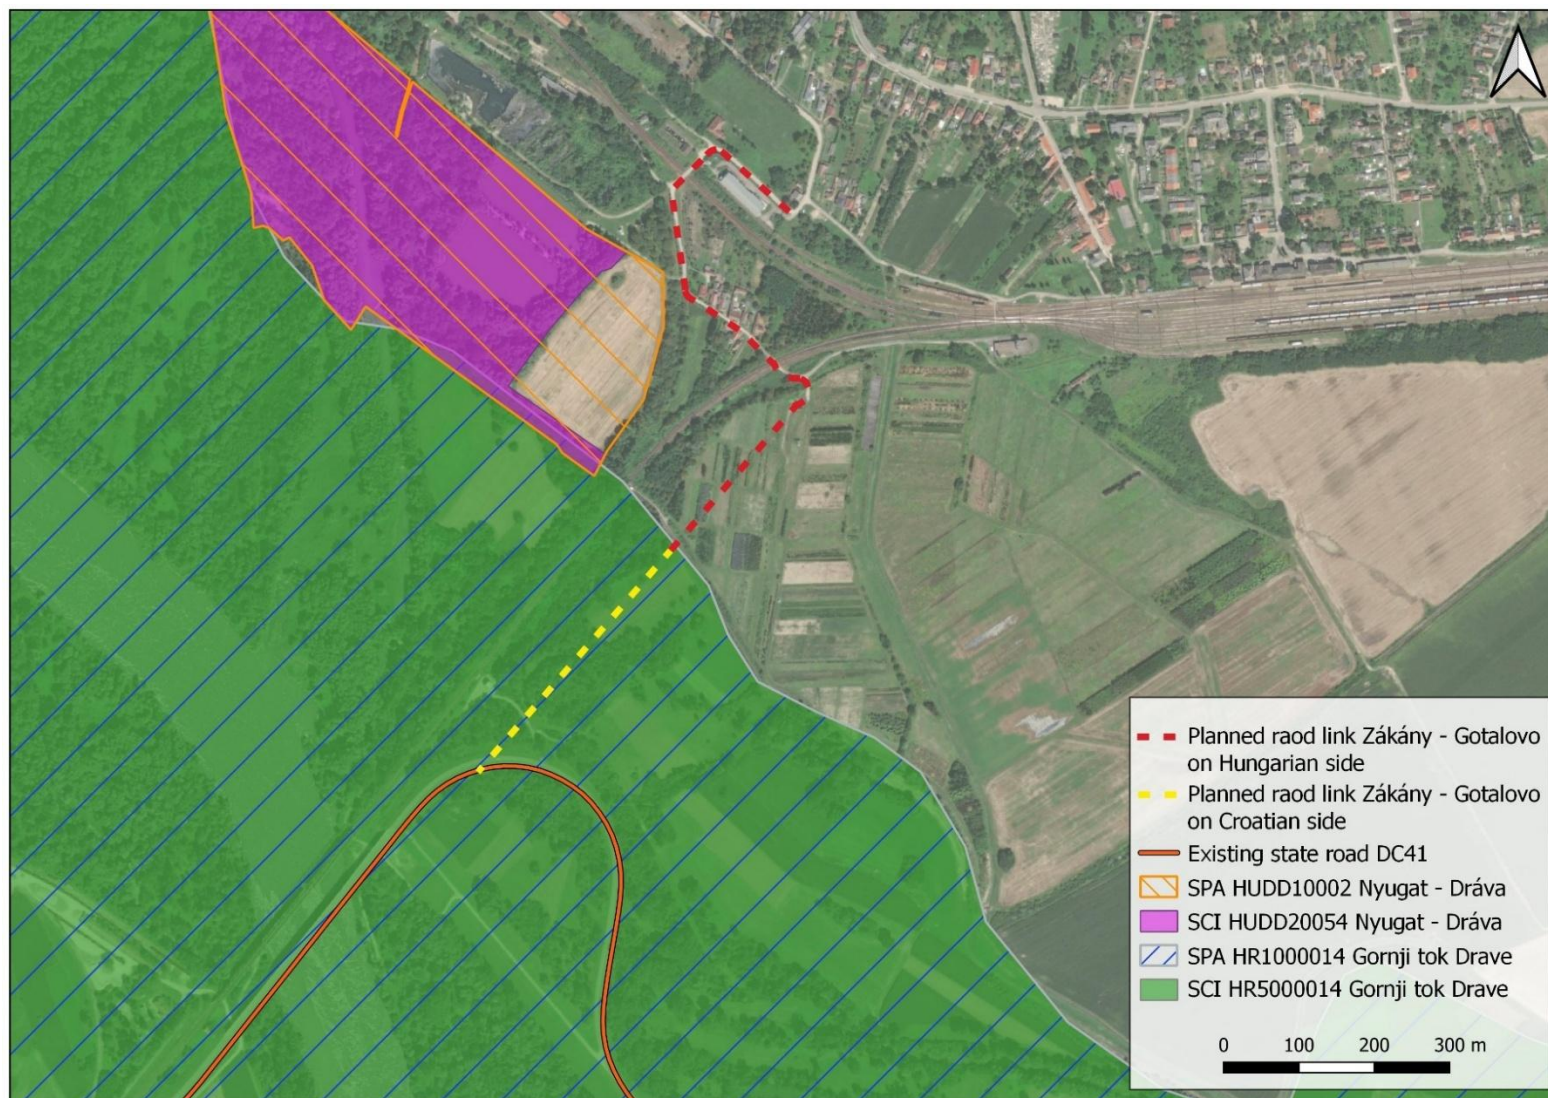 Planned raod link Zákány - Gotalovo
on Hungarian side
Planned raod link Zákány - Gotalovo
on Croatian side
Existing state road DC41
SPA HUDD10002 Nyugat - Dráva
SCI HUDD20054 Nyugat - Dráva
SPA HR1000014 Gornji tok Drave
SCI HR5000014 Gornji tok Drave
0 100 200 300 m